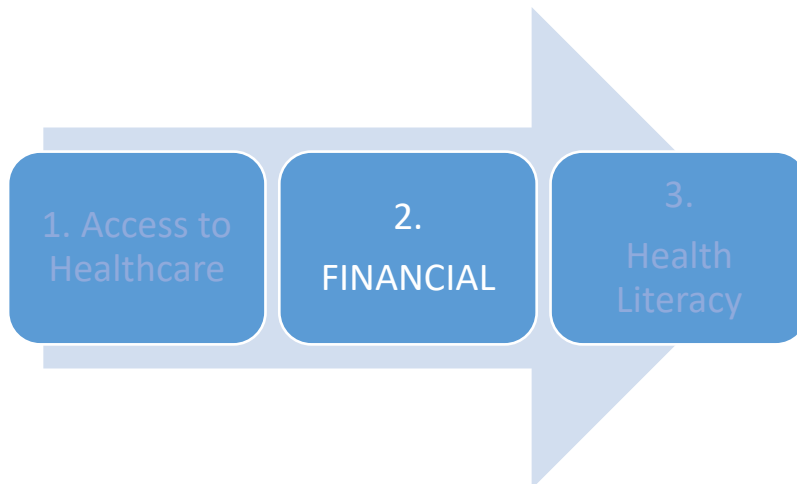 1. Access to
Healthcare
2.
FINANCIAL
3.
Health
Literacy